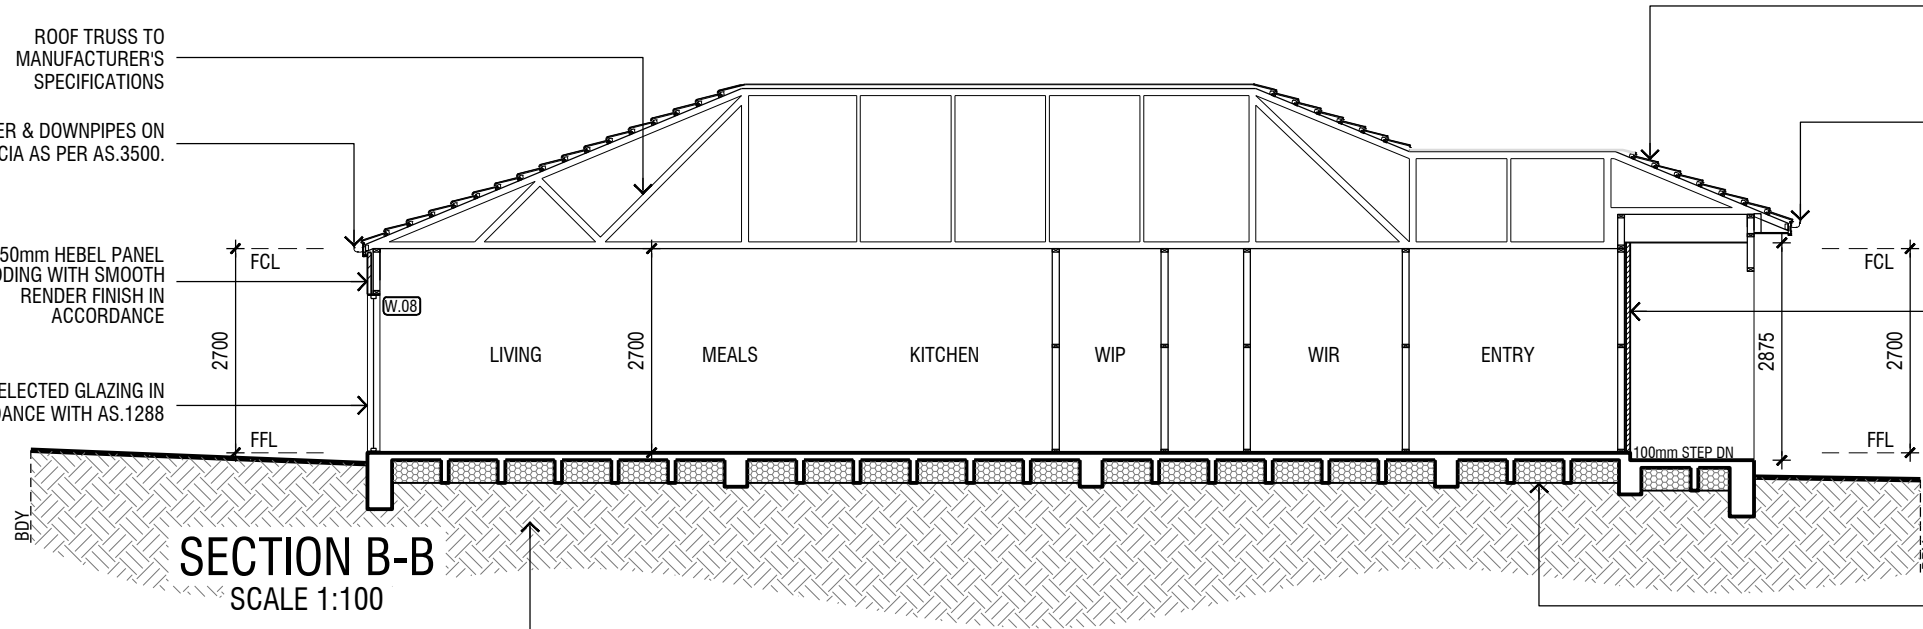 ROOF TRUSS TO
MANUFACTURER'S
SPECIFICATIONS
ER & DOWNPIPES ON
CIA AS PER AS.3500.
50mm HEBEL PANEL
DDING WITH SMOOTH
RENDER FINISH IN
ACCORDANCE
ELECTED GLAZING IN
DANCE WITH AS.1288
FCL
FFL
2700
W.08
LIVING
2700
MEALS
KITCHEN
WIP
WIR
ENTRY
100mm STEP DN
2875
2700
FCL
FFL
BDY
SECTION B-B
SCALE 1:100